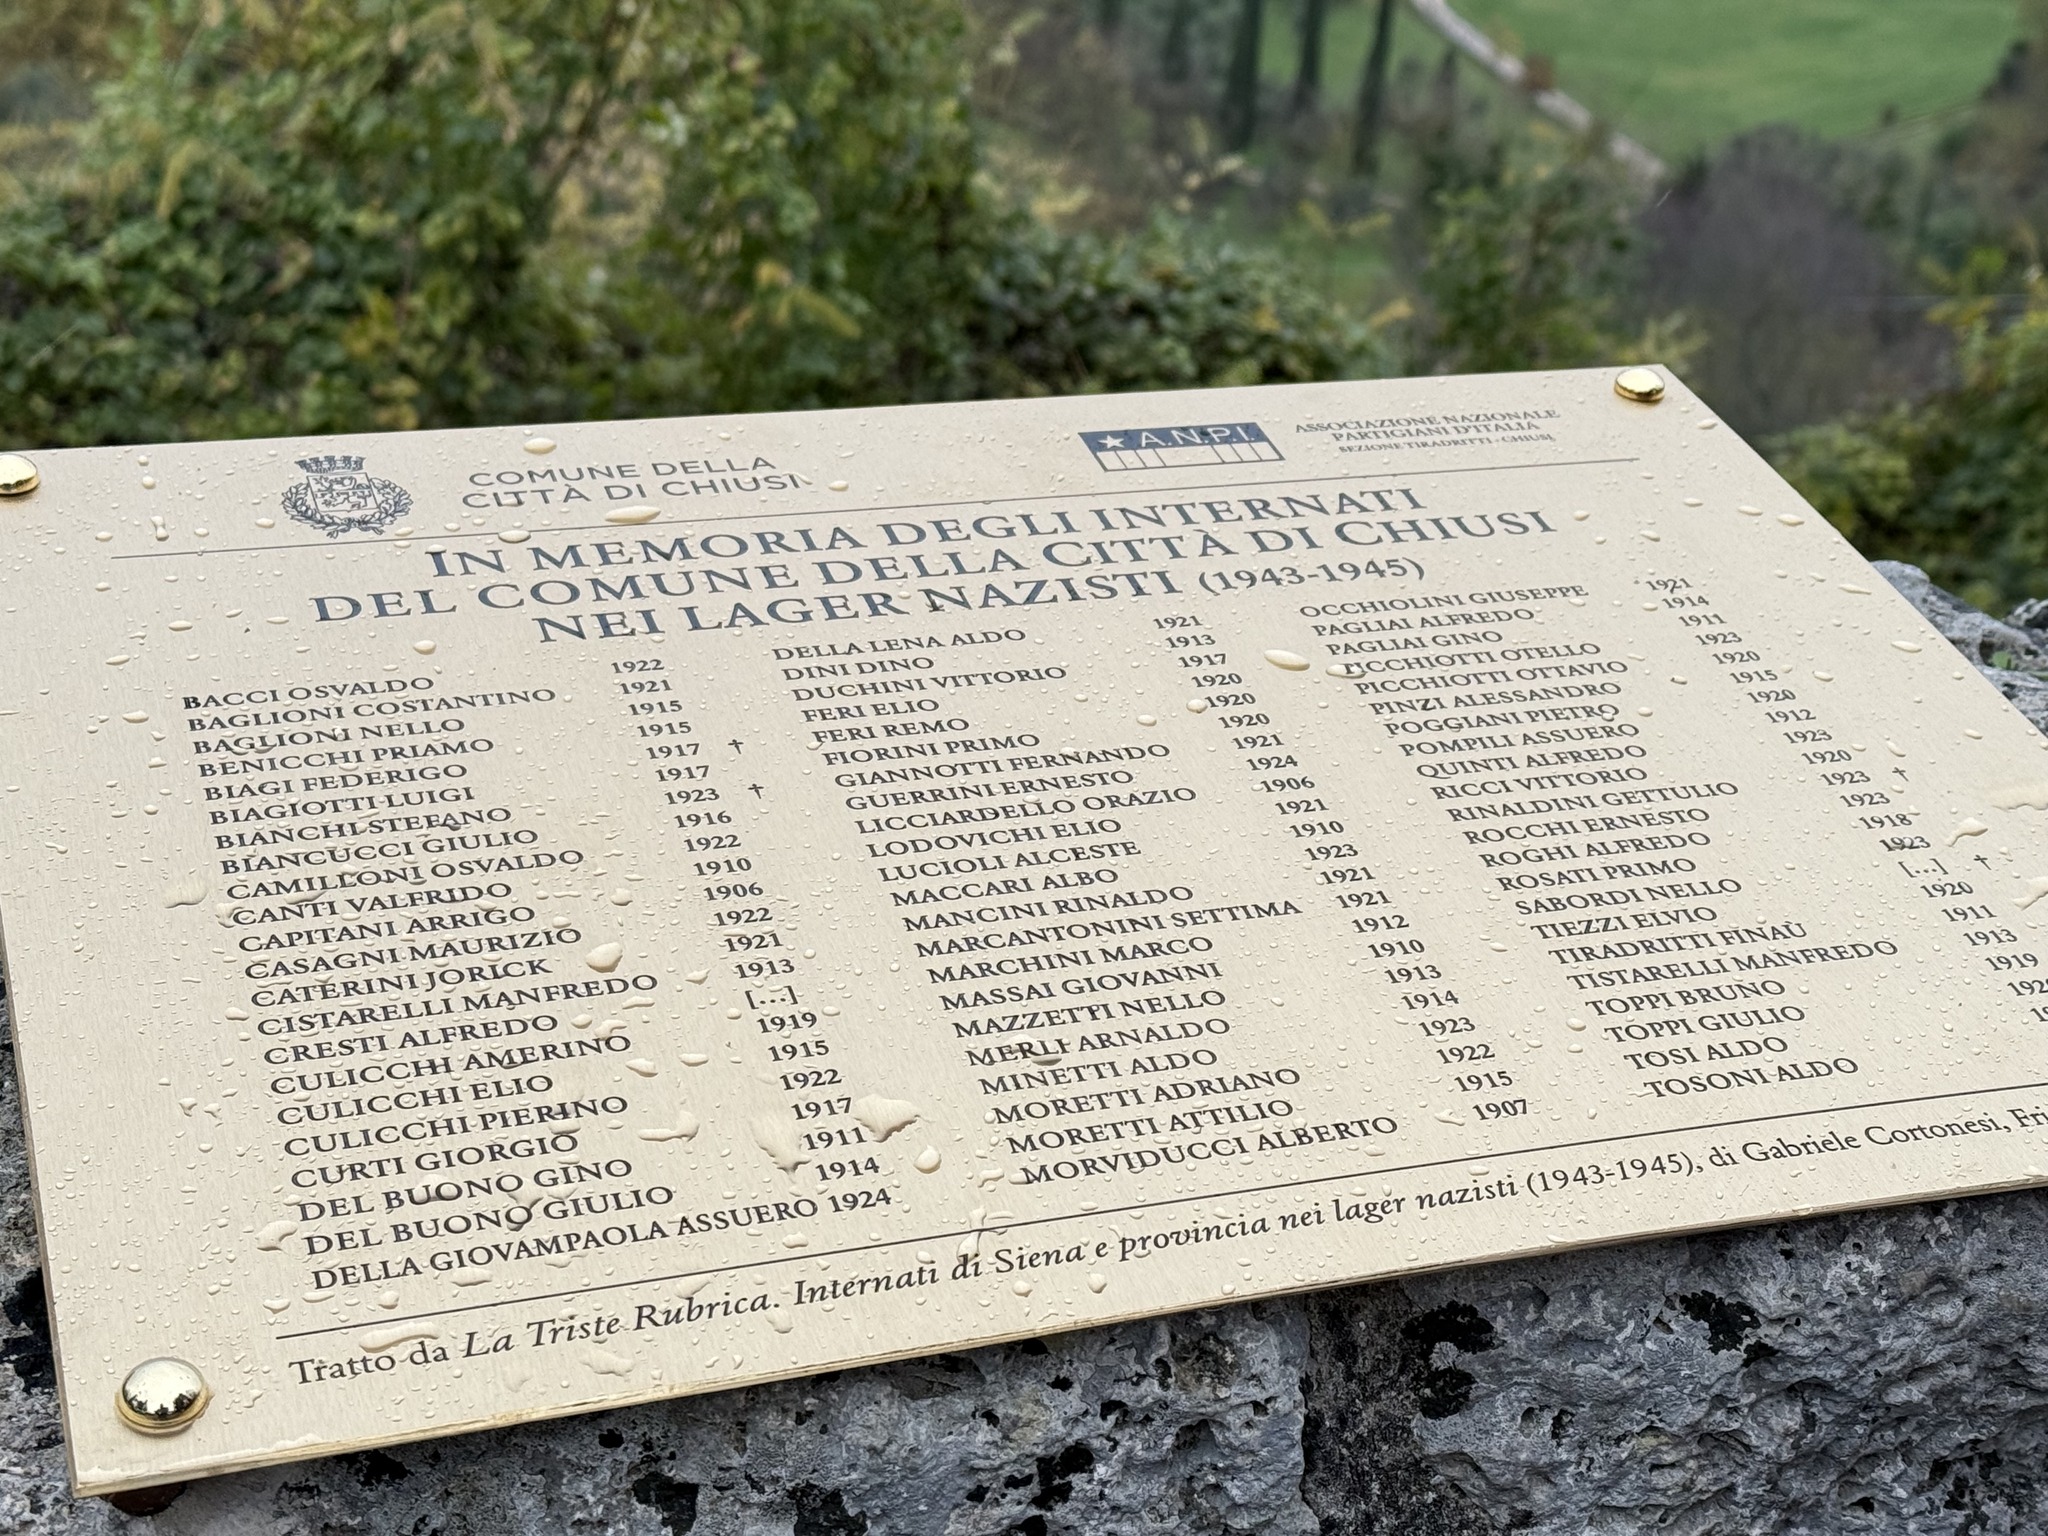 COMUNE DELLA
CITTÀ DI CHIUSI
A.N.P.I.
ASSOCIAZIONE NAZIONALE
PARTIGIANI D'ITALIA
SEZIONE TIRADRITTI - CHIUSI
IN MEMORIA DEGLI INTERNATI
DEL COMUNE DELLA CITTÀ DI CHIUSI
NEI LAGER NAZISTI (1943-1945)
BACCI OSVALDO 1922
BAGLIONI COSTANTINO 1921
BAGLIONI NELLO 1915
BENICCHI PRIAMO 1915
BIAGI FEDERIGO 1917 †
BIAGIOTTI LUIGI 1917
BIANCHI STEFANO 1923 †
BIANCUCCI GIULIO 1916
CAMILLONI OSVALDO 1922
CANTI VALFRIDO 1910
CAPITANI ARRIGO 1906
CASAGNI MAURIZIO 1922
CATERINI JORICK 1921
CISTARELLI MANFREDO 1913
CRESTI ALFREDO [...]
CULICCHI AMERINO 1919
CULICCHI ELIO 1915
CULICCHI PIERINO 1922
CURTI GIORGIO 1917
DEL BUONO GINO 1911
DEL BUONO GIULIO 1914
DELLA GIOVAMPAOLA ASSUERO 1924
DELLA LENA ALDO 1921
DINI DINO 1913
DUCHINI VITTORIO 1917
FERI ELIO 1920
FERI REMO 1920
FIORINI PRIMO 1920
GIANNOTTI FERNANDO 1921
GUERRINI ERNESTO 1924
LICCIARDELLO ORAZIO 1906
LODOVICHI ELIO 1921
LUCIOLI ALCESTE 1910
MACCARI ALBO 1923
MANCINI RINALDO 1921
MARCANTONINI SETTIMA 1921
MARCHINI MARCO 1912
MASSAI GIOVANNI 1910
MAZZETTI NELLO 1913
MERLI ARNALDO 1914
MINETTI ALDO 1923
MORETTI ADRIANO 1922
MORETTI ATTILIO 1915
MORVIDUCCI ALBERTO 1907
OCCHIOLINI GIUSEPPE 1921
PAGLIAI ALFREDO 1914
PAGLIAI GINO 1911
PICCHIOTTI OTELLO 1923
PICCHIOTTI OTTAVIO 1920
PINZI ALESSANDRO 1915
POGGIANI PIETRO 1920
POMPILI ASSUERO 1912
QUINTI ALFREDO 1923
RICCI VITTORIO 1920
RINALDINI GETTULIO 1923 †
ROCCHI ERNESTO 1923
ROGHI ALFREDO 1918
ROSATI PRIMO 1923
SABORDI NELLO [...] †
TIEZZI ELVIO 1920
TIRADRITTI FINAÙ 1911
TISTARELLI MANFREDO 1913
TOPPI BRUNO 1919
TOPPI GIULIO
TOSI ALDO
TOSONI ALDO
Tratto da La Triste Rubrica. Internati di Siena e provincia nei lager nazisti (1943-1945), di Gabriele Cortonesi,